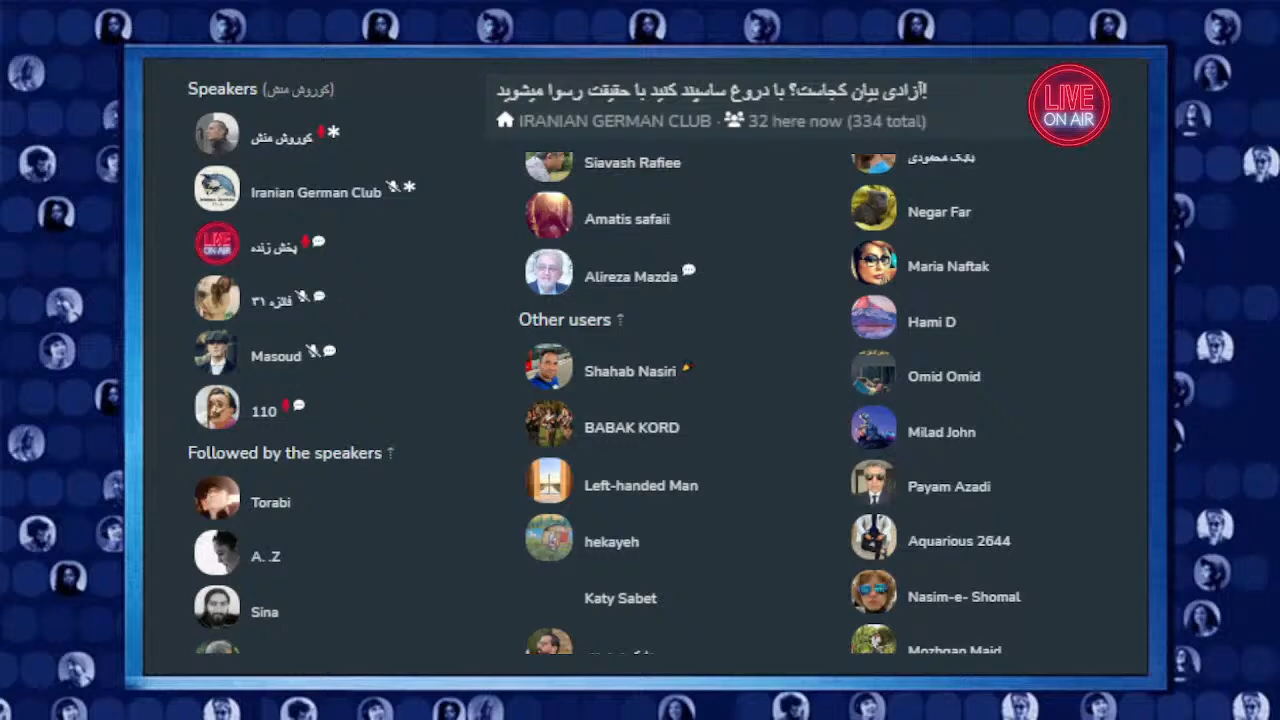 Speakers (کوروش منش)
!آزادی بیان کجاست؟ با دروغ ساسپند کنید با حقیقت رسوا میشوید
IRANIAN GERMAN CLUB · 32 here now (334 total)
LIVE
ON AIR
کوروش منش
Iranian German Club
LIVE
ON AIR
پخش زنده
فائزه ۳۱
Masoud
110
Followed by the speakers
Torabi
A. .Z
Sina
Siavash Rafiee
Amatis safaii
Alireza Mazda
Other users
Shahab Nasiri
BABAK KORD
Left-handed Man
hekayeh
Katy Sabet
بابک محمودی
Negar Far
Maria Naftak
Hami D
Omid Omid
Milad John
Payam Azadi
Aquarious 2644
Nasim-e- Shomal
Mozhgan Majd